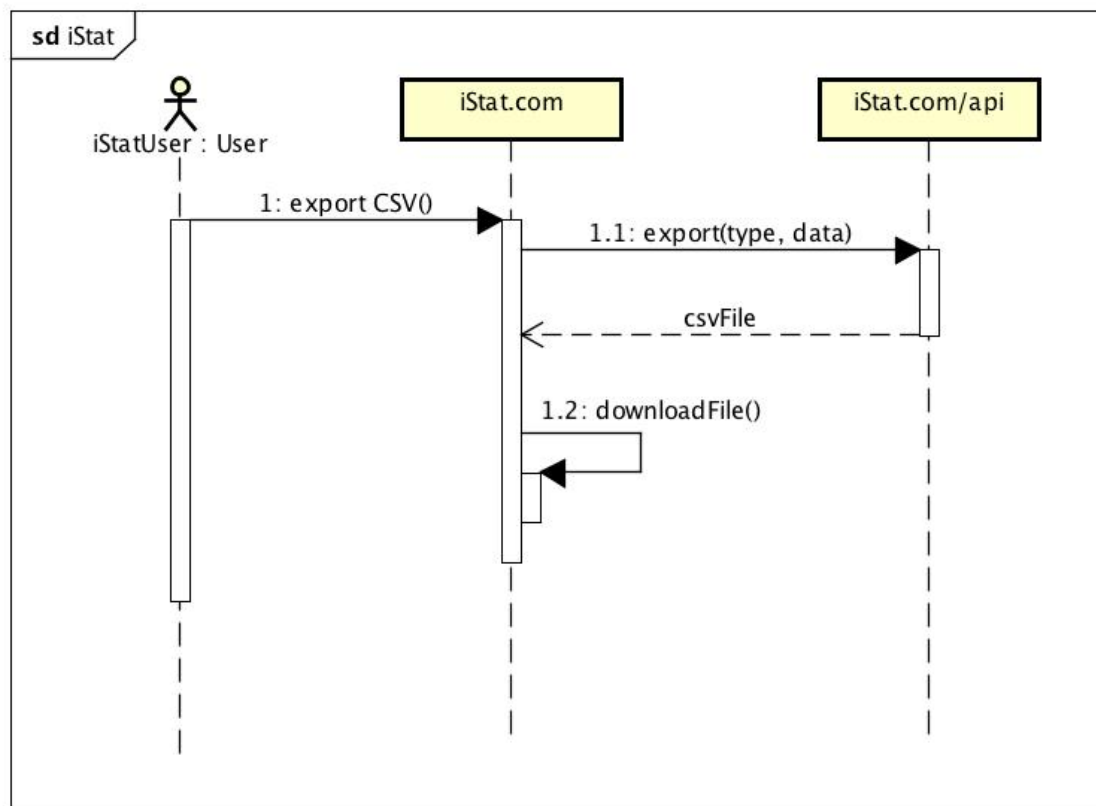 sd iStat
iStat.com
iStat.com/api
iStatUser : User
1: export CSV()
1.1: export(type, data)
csvFile
1.2: downloadFile()